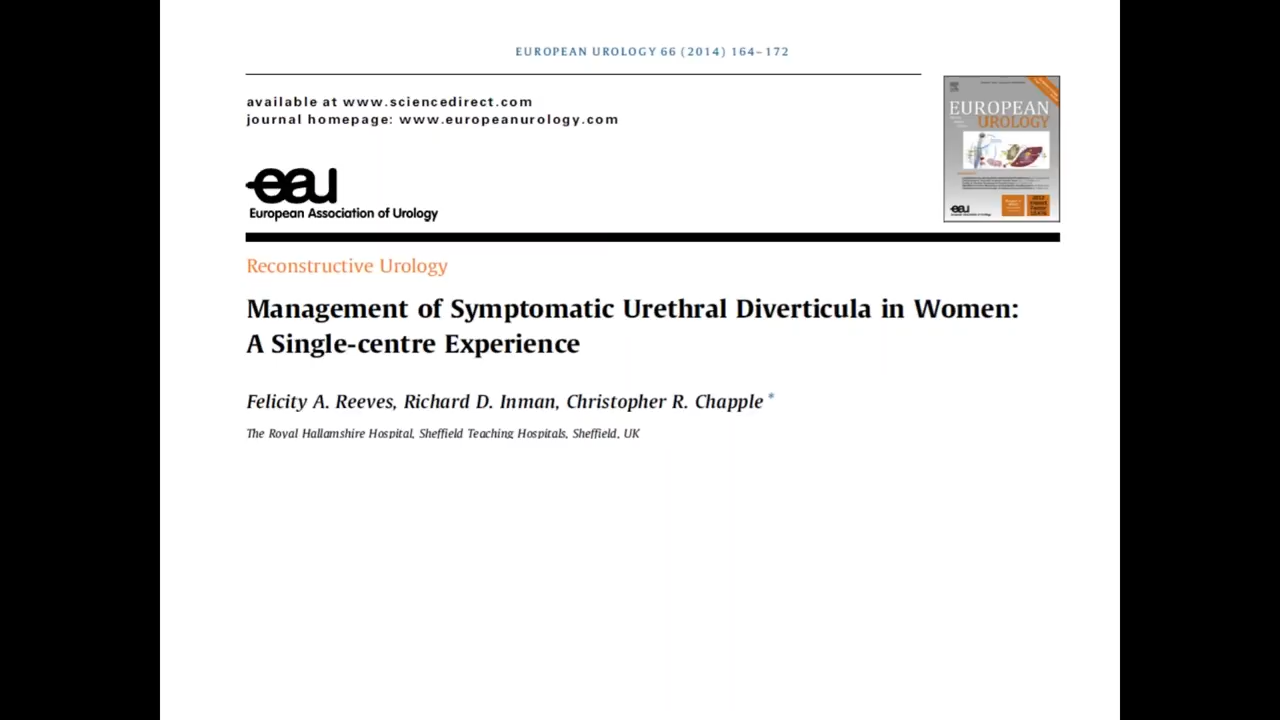 EUROPEAN UROLOGY 66 (2014) 164–172
available at www.sciencedirect.com
journal homepage: www.europeanurology.com
EUROPEAN
UROLOGY
eau
eau
European Association of Urology
Reconstructive Urology
Management of Symptomatic Urethral Diverticula in Women:
A Single-centre Experience
Felicity A. Reeves, Richard D. Inman, Christopher R. Chapple *
The Royal Hallamshire Hospital, Sheffield Teaching Hospitals, Sheffield, UK